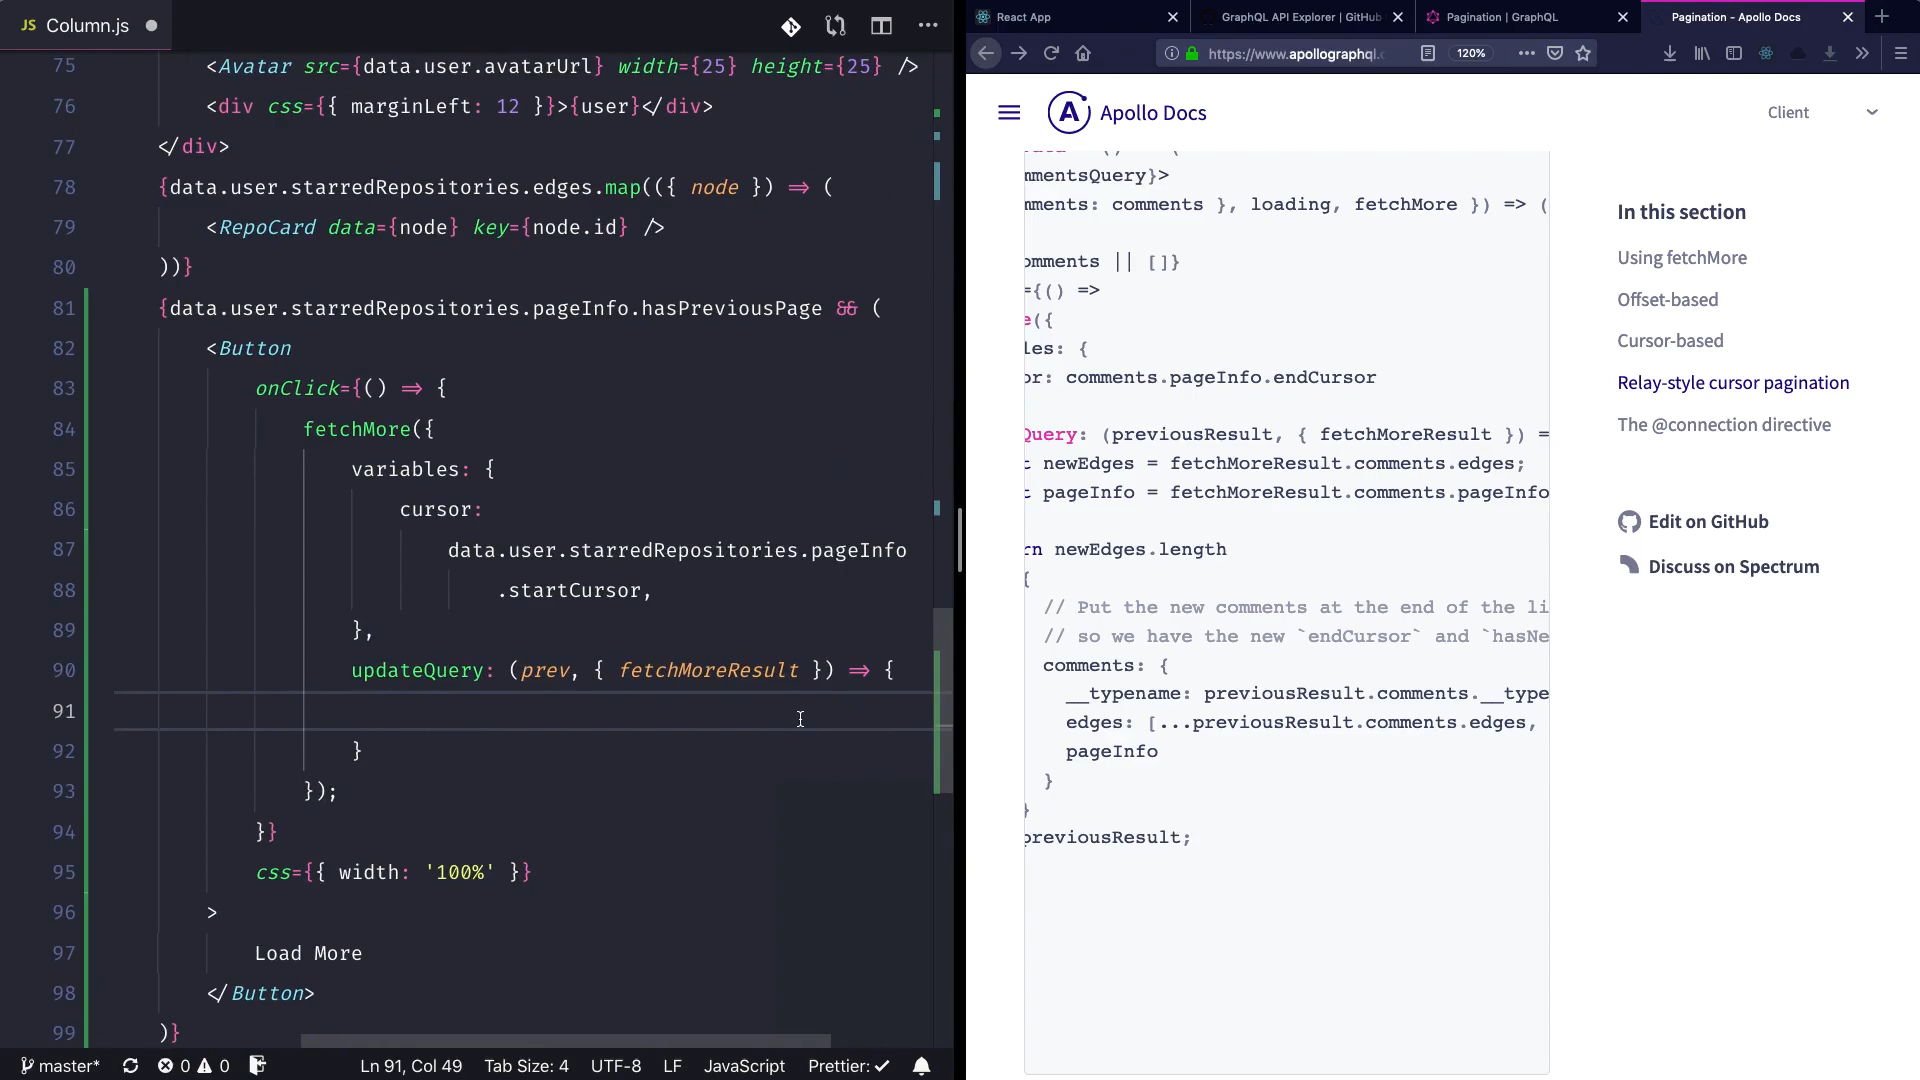 JS Column.js
75 <Avatar src={data.user.avatarUrl} width={25} height={25} />
76 <div css={{ marginLeft: 12 }}>{user}</div>
77 </div>
78 {data.user.starredRepositories.edges.map(({ node }) => (
79 <RepoCard data={node} key={node.id} />
80 ))}
81 {data.user.starredRepositories.pageInfo.hasPreviousPage && (
82 <Button
83 onClick={() => {
84 fetchMore({
85 variables: {
86 cursor:
87 data.user.starredRepositories.pageInfo
88 .startCursor,
89 },
90 updateQuery: (prev, { fetchMoreResult }) => {
91
92 }
93 });
94 }}
95 css={{ width: '100%' }}
96 >
97 Load More
98 </Button>
99 )}
master* 0 0 Ln 91, Col 49 Tab Size: 4 UTF-8 LF JavaScript Prettier: ✓
React App GraphQL API Explorer | GitHub Pagination | GraphQL Pagination - Apollo Docs
https://www.apollographql.c 120%
A Apollo Docs Client
mmentsQuery}>
mments: comments }, loading, fetchMore }) => (
omments || []}
={() =>
e({
les: {
or: comments.pageInfo.endCursor
Query: (previousResult, { fetchMoreResult }) =
t newEdges = fetchMoreResult.comments.edges;
t pageInfo = fetchMoreResult.comments.pageInfo
rn newEdges.length
{
// Put the new comments at the end of the li
// so we have the new `endCursor` and `hasNe
comments: {
__typename: previousResult.comments.__type
edges: [...previousResult.comments.edges,
pageInfo
}
}
previousResult;
In this section
Using fetchMore
Offset-based
Cursor-based
Relay-style cursor pagination
The @connection directive
Edit on GitHub
Discuss on Spectrum